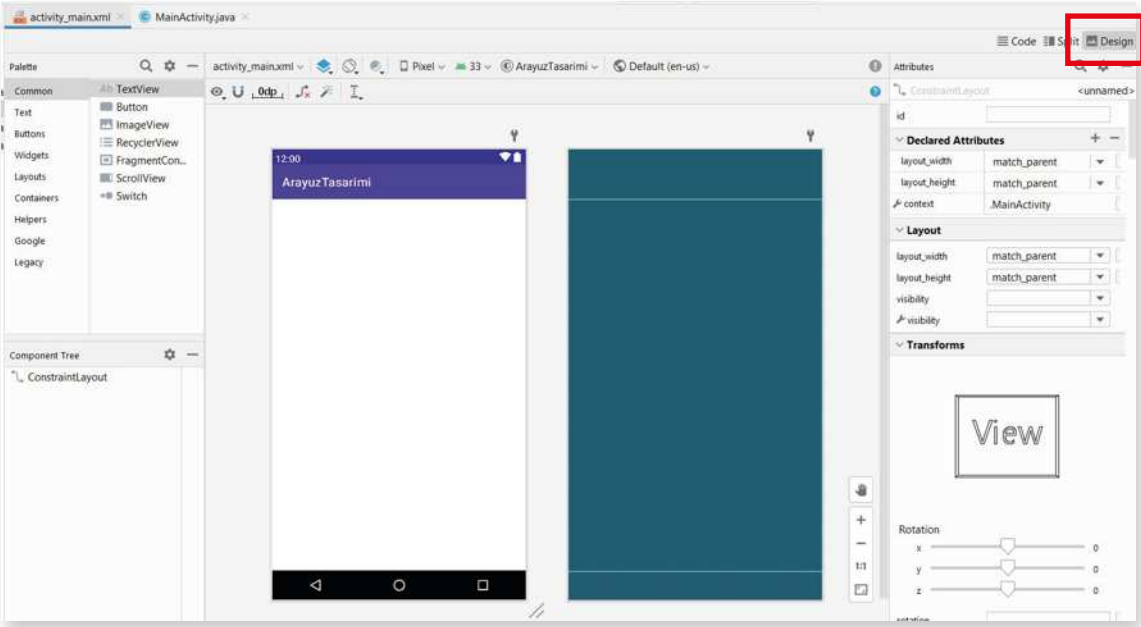 activity_main.xml MainActivity.java
Code Split Design
Palette
activity_main.xml Pixel 33 ArayuzTasarimi Default (en-us)
Attributes
Common
Text
Buttons
Widgets
Layouts
Containers
Helpers
Google
Legacy
Ab TextView
Button
ImageView
RecyclerView
FragmentCon...
ScrollView
Switch
0dp
Component Tree
ConstraintLayout
12:00
ArayuzTasarimi
1:1
ConstraintLayout <unnamed>
id
Declared Attributes
layout_width match_parent
layout_height match_parent
context .MainActivity
Layout
layout_width match_parent
layout_height match_parent
visibility
visibility
Transforms
View
Rotation
x 0
y 0
z 0
rotation